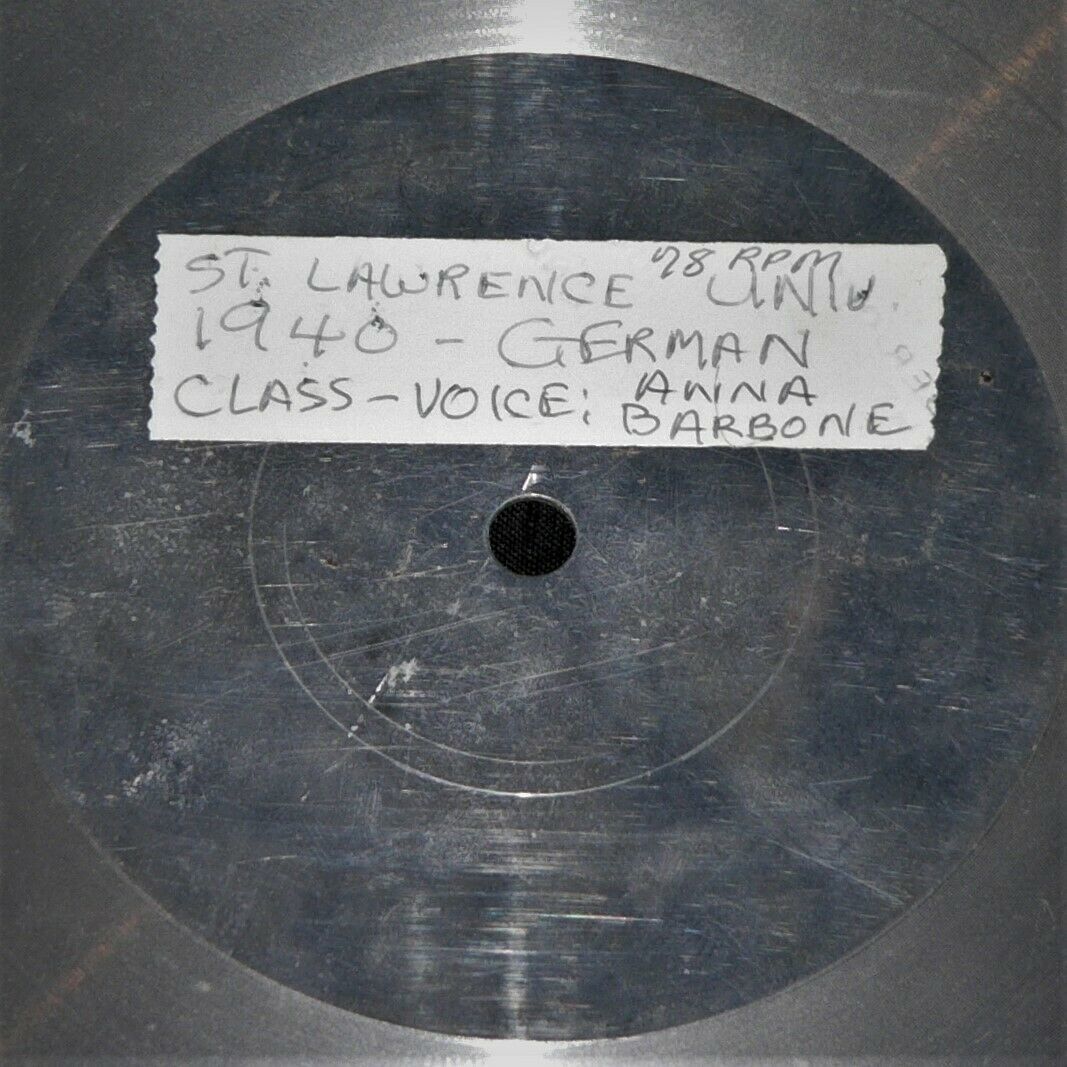 78 RPM
ST. LAWRENCE UNIV.
1940 - GERMAN
CLASS - VOICE: ANNA
BARBONE